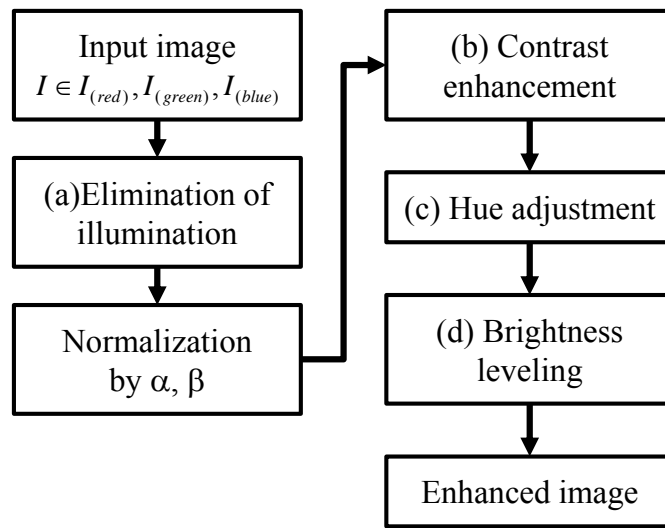 Input image
I ∈ I(red), I(green), I(blue)
(a)Elimination of
illumination
Normalization
by α, β
(b) Contrast
enhancement
(c) Hue adjustment
(d) Brightness
leveling
Enhanced image